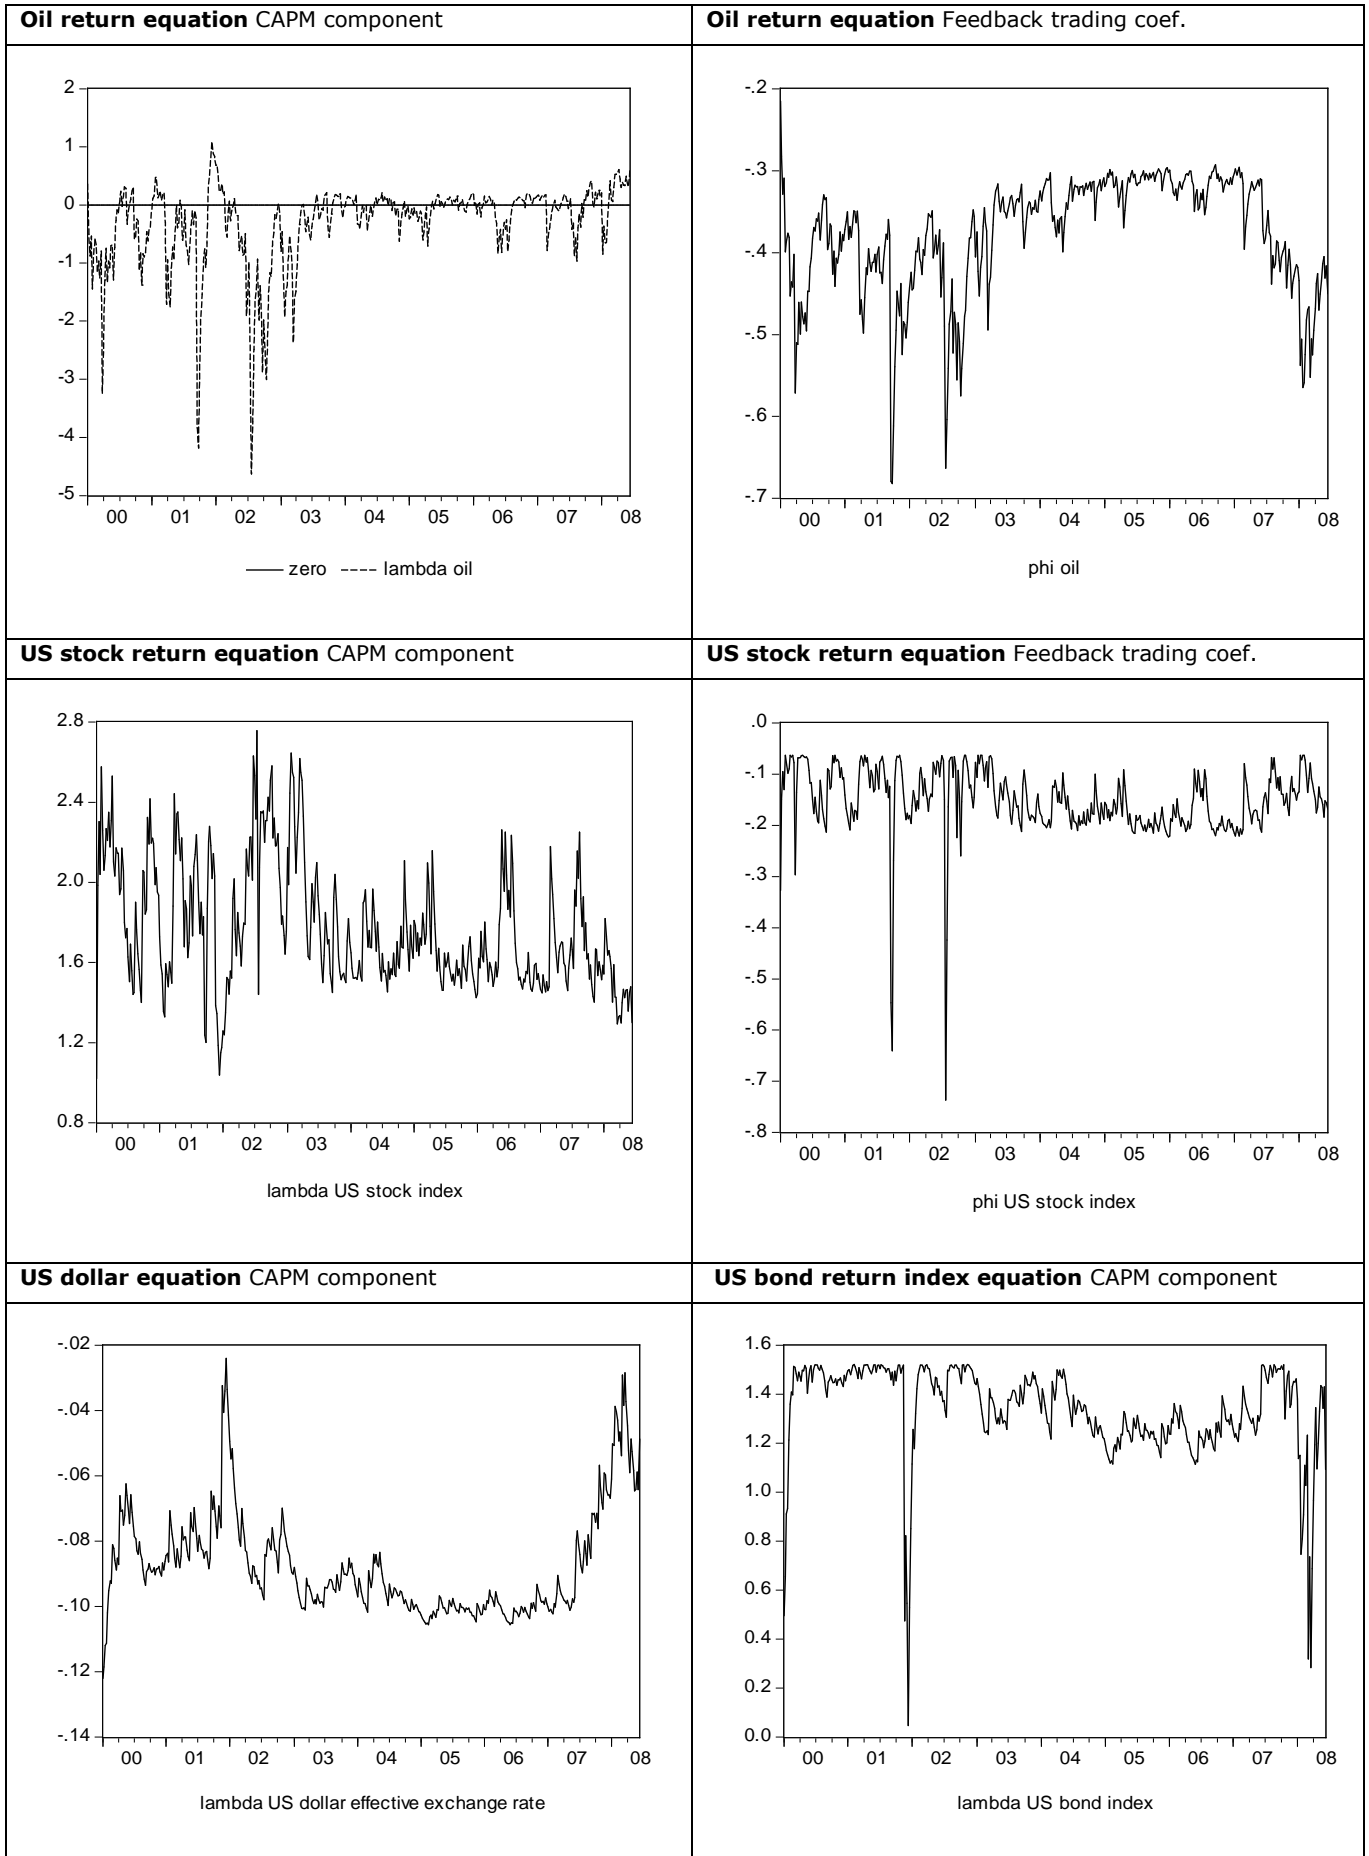 Oil return equation CAPM component
Oil return equation Feedback trading coef.
2
1
0
-1
-2
-3
-4
-5
00 01 02 03 04 05 06 07 08
zero lambda oil
-.2
-.3
-.4
-.5
-.6
-.7
00 01 02 03 04 05 06 07 08
phi oil
US stock return equation CAPM component
US stock return equation Feedback trading coef.
2.8
2.4
2.0
1.6
1.2
0.8
00 01 02 03 04 05 06 07 08
lambda US stock index
.0
-.1
-.2
-.3
-.4
-.5
-.6
-.7
-.8
00 01 02 03 04 05 06 07 08
phi US stock index
US dollar equation CAPM component
US bond return index equation CAPM component
-.02
-.04
-.06
-.08
-.10
-.12
-.14
00 01 02 03 04 05 06 07 08
lambda US dollar effective exchange rate
1.6
1.4
1.2
1.0
0.8
0.6
0.4
0.2
0.0
00 01 02 03 04 05 06 07 08
lambda US bond index